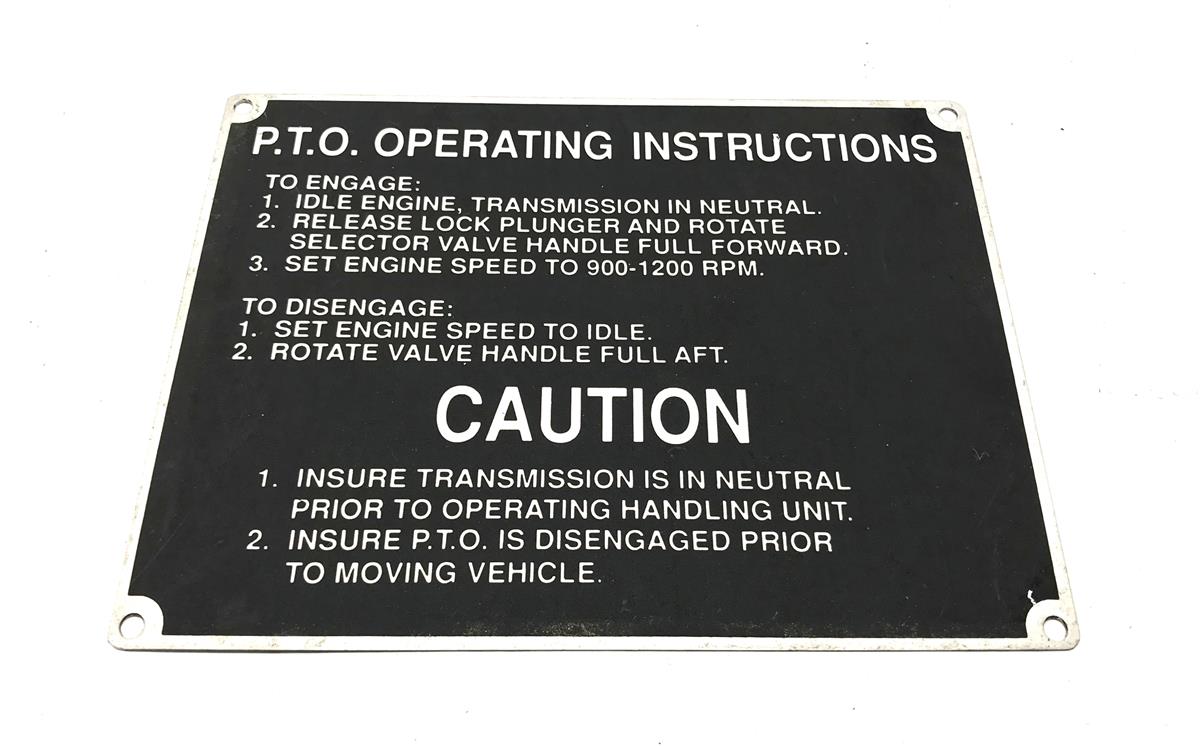 P.T.O. OPERATING INSTRUCTIONS
TO ENGAGE:
1. IDLE ENGINE, TRANSMISSION IN NEUTRAL.
2. RELEASE LOCK PLUNGER AND ROTATE
SELECTOR VALVE HANDLE FULL FORWARD.
3. SET ENGINE SPEED TO 900-1200 RPM.
TO DISENGAGE:
1. SET ENGINE SPEED TO IDLE.
2. ROTATE VALVE HANDLE FULL AFT.
CAUTION
1. INSURE TRANSMISSION IS IN NEUTRAL
PRIOR TO OPERATING HANDLING UNIT.
2. INSURE P.T.O. IS DISENGAGED PRIOR
TO MOVING VEHICLE.